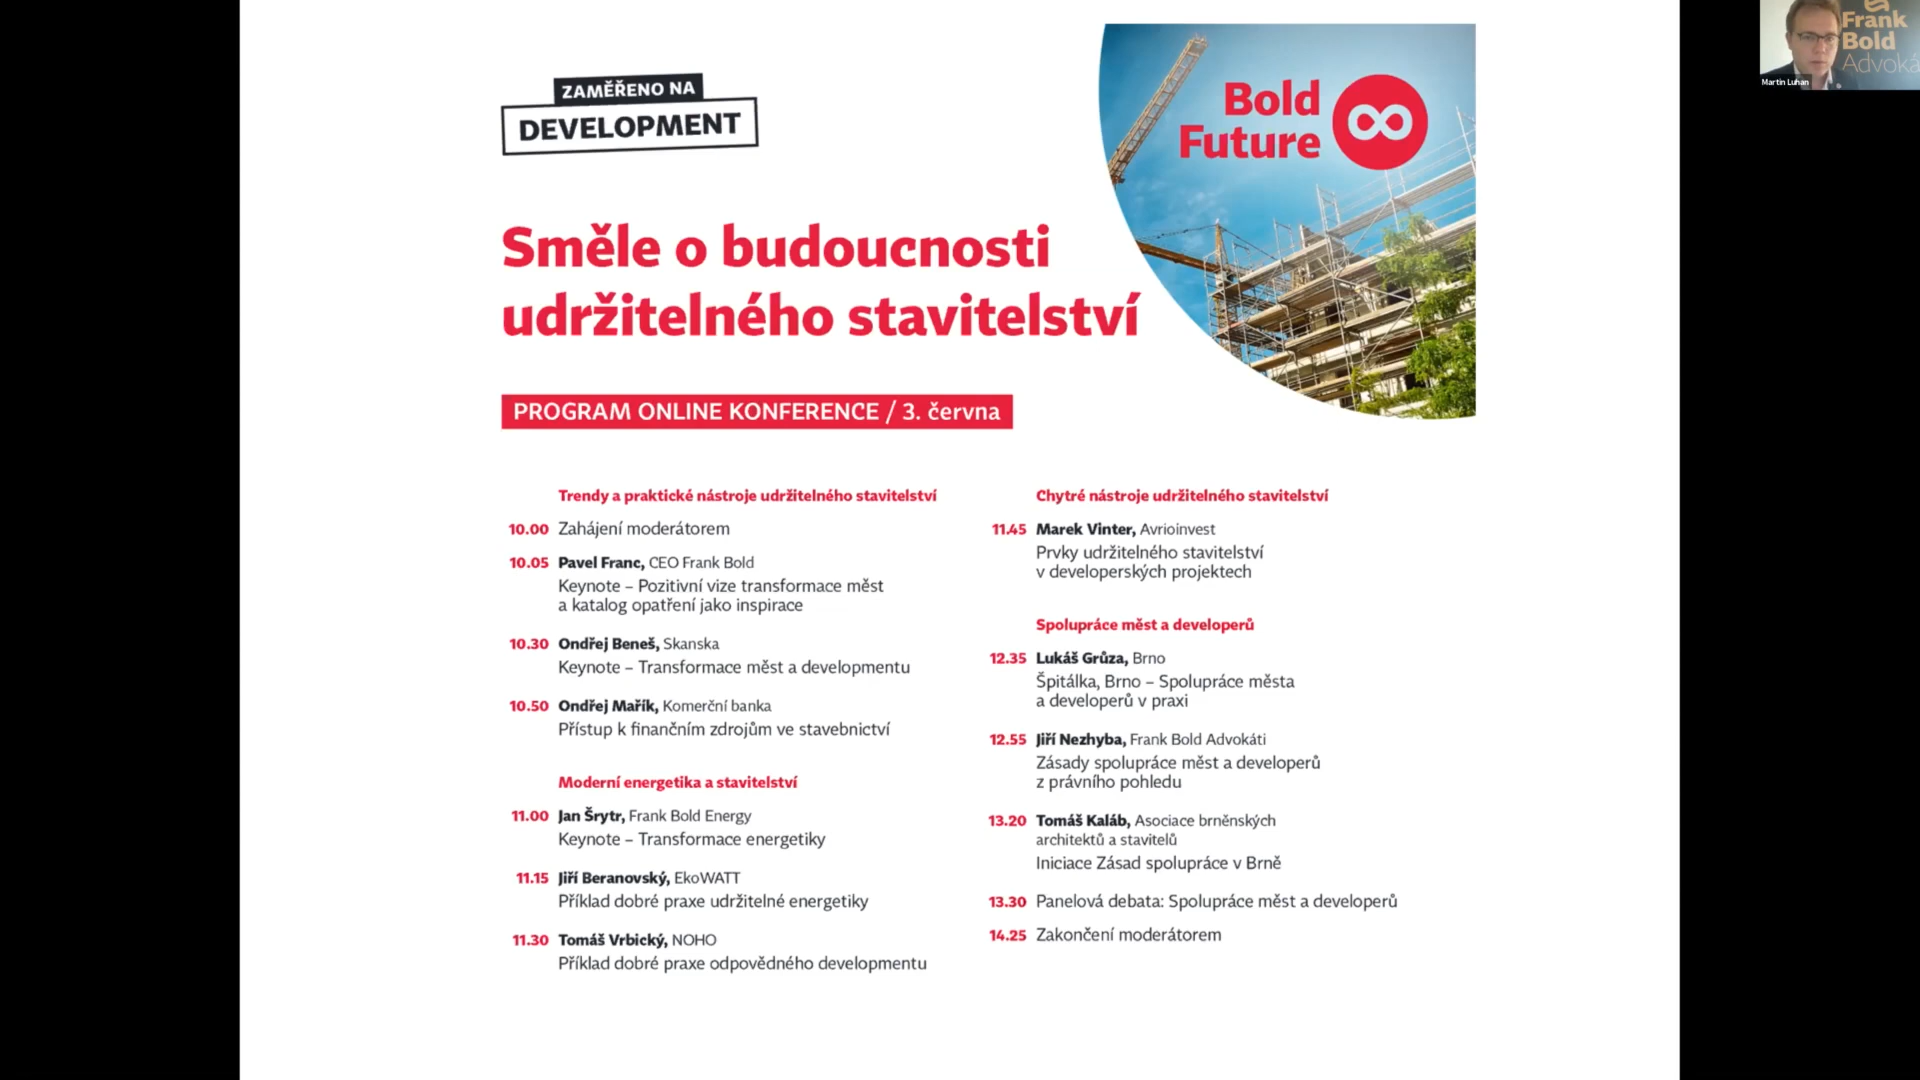 ZAMĚŘENO NA
DEVELOPMENT
Bold
Future
Směle o budoucnosti
udržitelného stavitelství
PROGRAM ONLINE KONFERENCE / 3. června
Trendy a praktické nástroje udržitelného stavitelství
10.00 Zahájení moderátorem
10.05 Pavel Franc, CEO Frank Bold
Keynote – Pozitivní vize transformace měst
a katalog opatření jako inspirace
10.30 Ondřej Beneš, Skanska
Keynote – Transformace měst a developmentu
10.50 Ondřej Mařík, Komerční banka
Přístup k finančním zdrojům ve stavebnictví
Moderní energetika a stavitelství
11.00 Jan Šrytr, Frank Bold Energy
Keynote – Transformace energetiky
11.15 Jiří Beranovský, EkoWATT
Příklad dobré praxe udržitelné energetiky
11.30 Tomáš Vrbický, NOHO
Příklad dobré praxe odpovědného developmentu
Chytré nástroje udržitelného stavitelství
11.45 Marek Vinter, Avrioinvest
Prvky udržitelného stavitelství
v developerských projektech
Spolupráce měst a developerů
12.35 Lukáš Grůza, Brno
Špitálka, Brno – Spolupráce města
a developerů v praxi
12.55 Jiří Nezhyba, Frank Bold Advokáti
Zásady spolupráce měst a developerů
z právního pohledu
13.20 Tomáš Kaláb, Asociace brněnských
architektů a stavitelů
Iniciace Zásad spolupráce v Brně
13.30 Panelová debata: Spolupráce měst a developerů
14.25 Zakončení moderátorem
Frank
Bold
Advoká
Martin Luhan